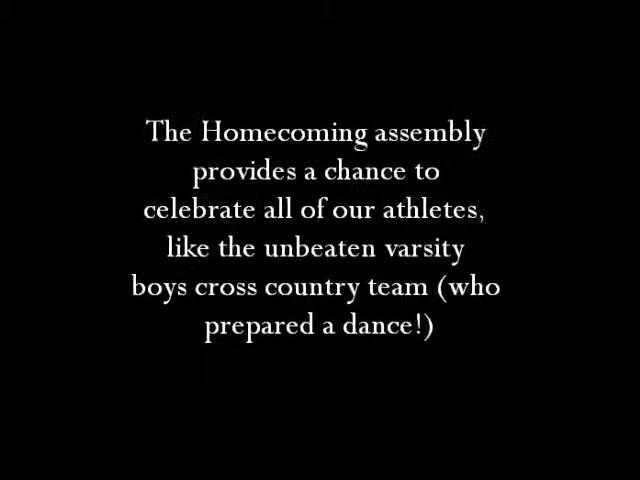 The Homecoming assembly
provides a chance to
celebrate all of our athletes,
like the unbeaten varsity
boys cross country team (who
prepared a dance!)